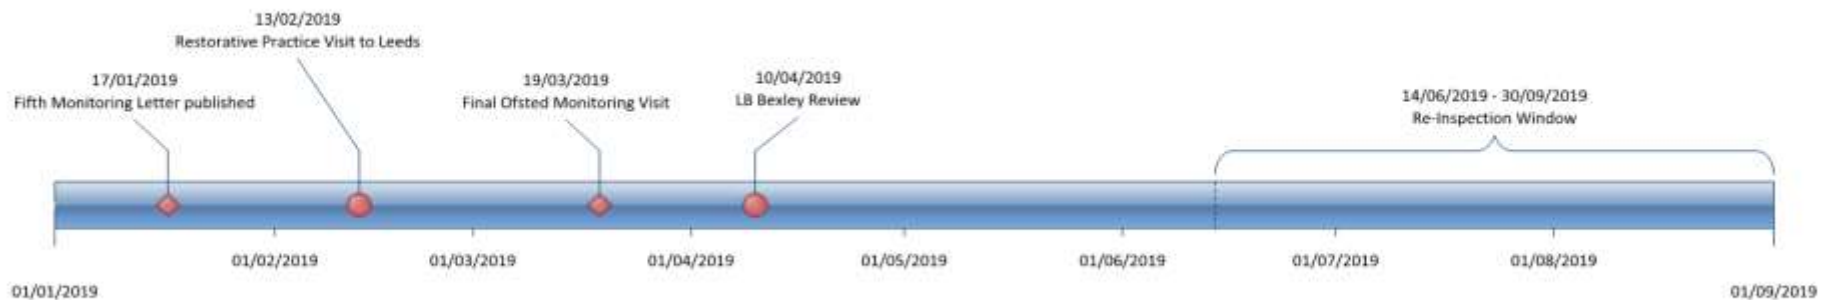 13/02/2019
Restorative Practice Visit to Leeds
17/01/2019
Fifth Monitoring Letter published
19/03/2019
Final Ofsted Monitoring Visit
10/04/2019
LB Bexley Review
14/06/2019 - 30/09/2019
Re-Inspection Window
01/02/2019
01/03/2019
01/04/2019
01/05/2019
01/06/2019
01/07/2019
01/08/2019
01/01/2019
01/09/2019